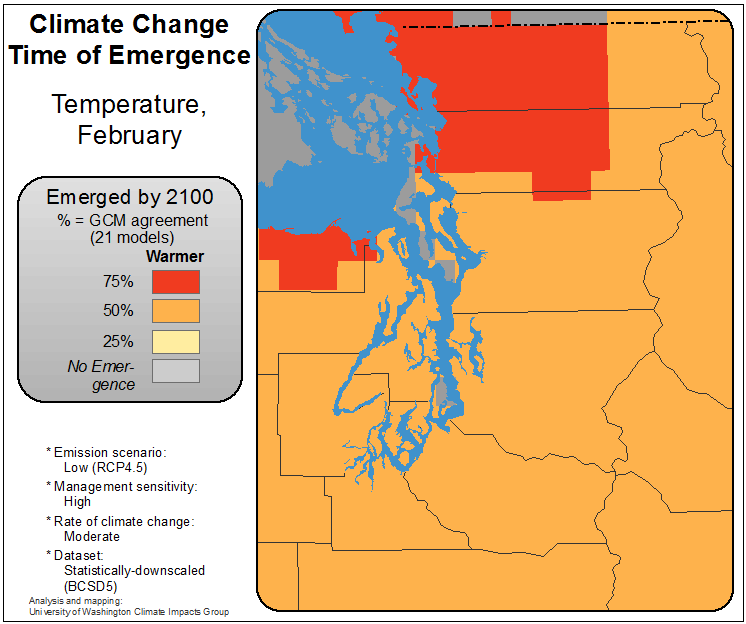 Climate Change
Time of Emergence
Temperature,
February
Emerged by 2100
% = GCM agreement
(21 models)
Warmer
75%
50%
25%
No Emer-
gence
* Emission scenario:
Low (RCP4.5)
* Management sensitivity:
High
* Rate of climate change:
Moderate
* Dataset:
Statistically-downscaled
(BCSD5)
Analysis and mapping:
University of Washington Climate Impacts Group